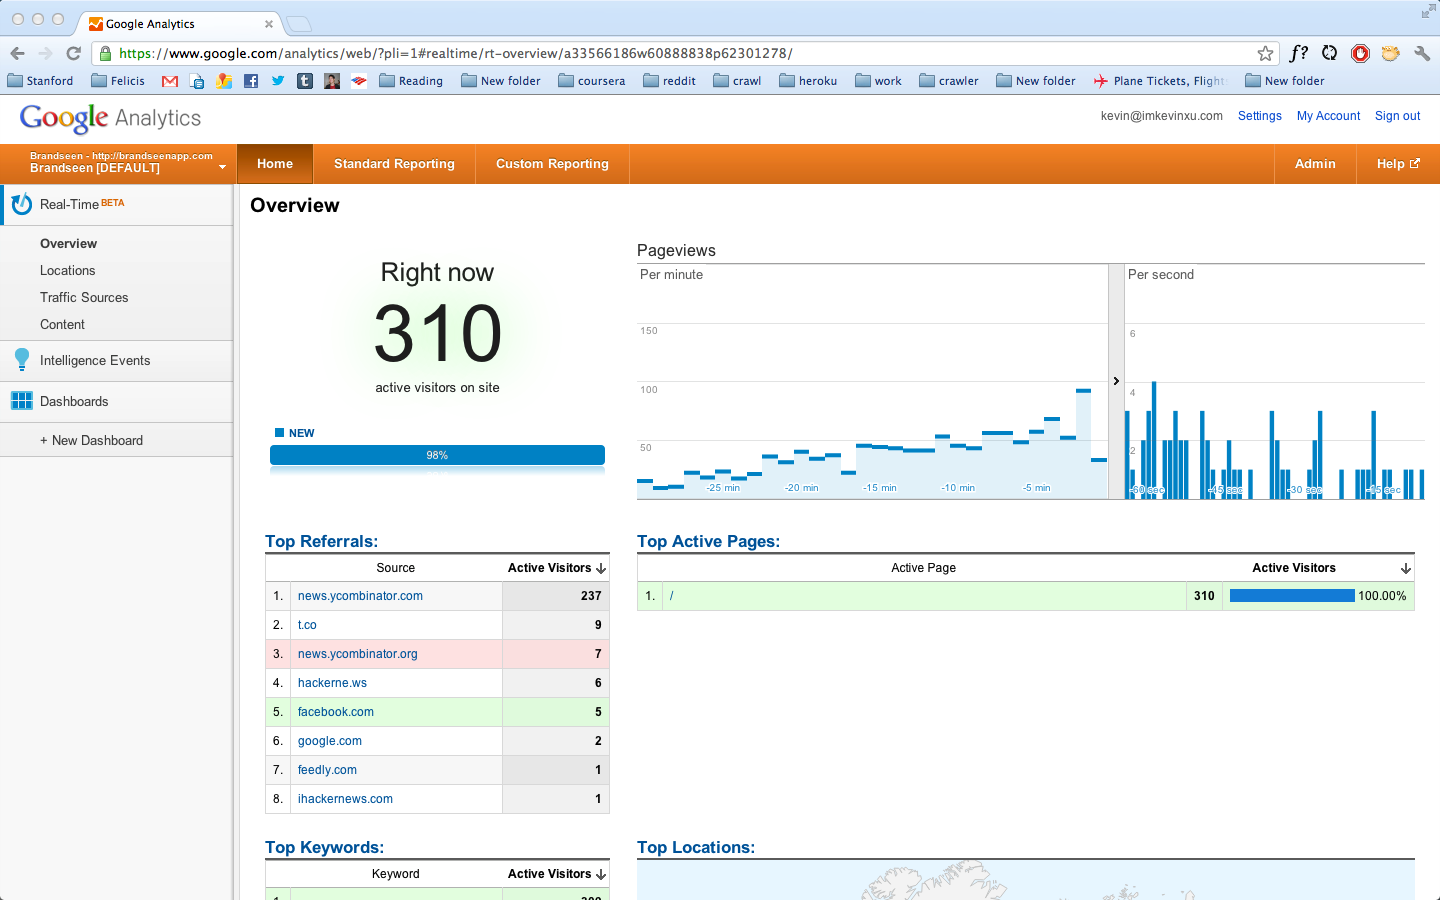 Google Analytics
https://www.google.com/analytics/web/?pli=1#realtime/rt-overview/a33566186w60888838p62301278/
f?
Stanford
Felicis
Reading
New folder
coursera
reddit
crawl
heroku
work
crawler
New folder
Plane Tickets, Flight
New folder
Google Analytics
kevin@imkevinxu.com
Settings
My Account
Sign out
Brandseen - http://brandseenapp.com
Brandseen [DEFAULT]
Home
Standard Reporting
Custom Reporting
Admin
Help
Real-Time BETA
Overview
Locations
Traffic Sources
Content
Intelligence Events
Dashboards
+ New Dashboard
Overview
Right now
310
active visitors on site
NEW
98%
Pageviews
Per minute
150
100
50
-25 min
-20 min
-15 min
-10 min
-5 min
Per second
6
4
2
-60 sec
-45 sec
-30 sec
-15 sec
Top Referrals:
Source Active Visitors
1. news.ycombinator.com 237
2. t.co 9
3. news.ycombinator.org 7
4. hackerne.ws 6
5. facebook.com 5
6. google.com 2
7. feedly.com 1
8. ihackernews.com 1
Top Active Pages:
Active Page Active Visitors
1. / 310 100.00%
Top Keywords:
Keyword Active Visitors
Top Locations: